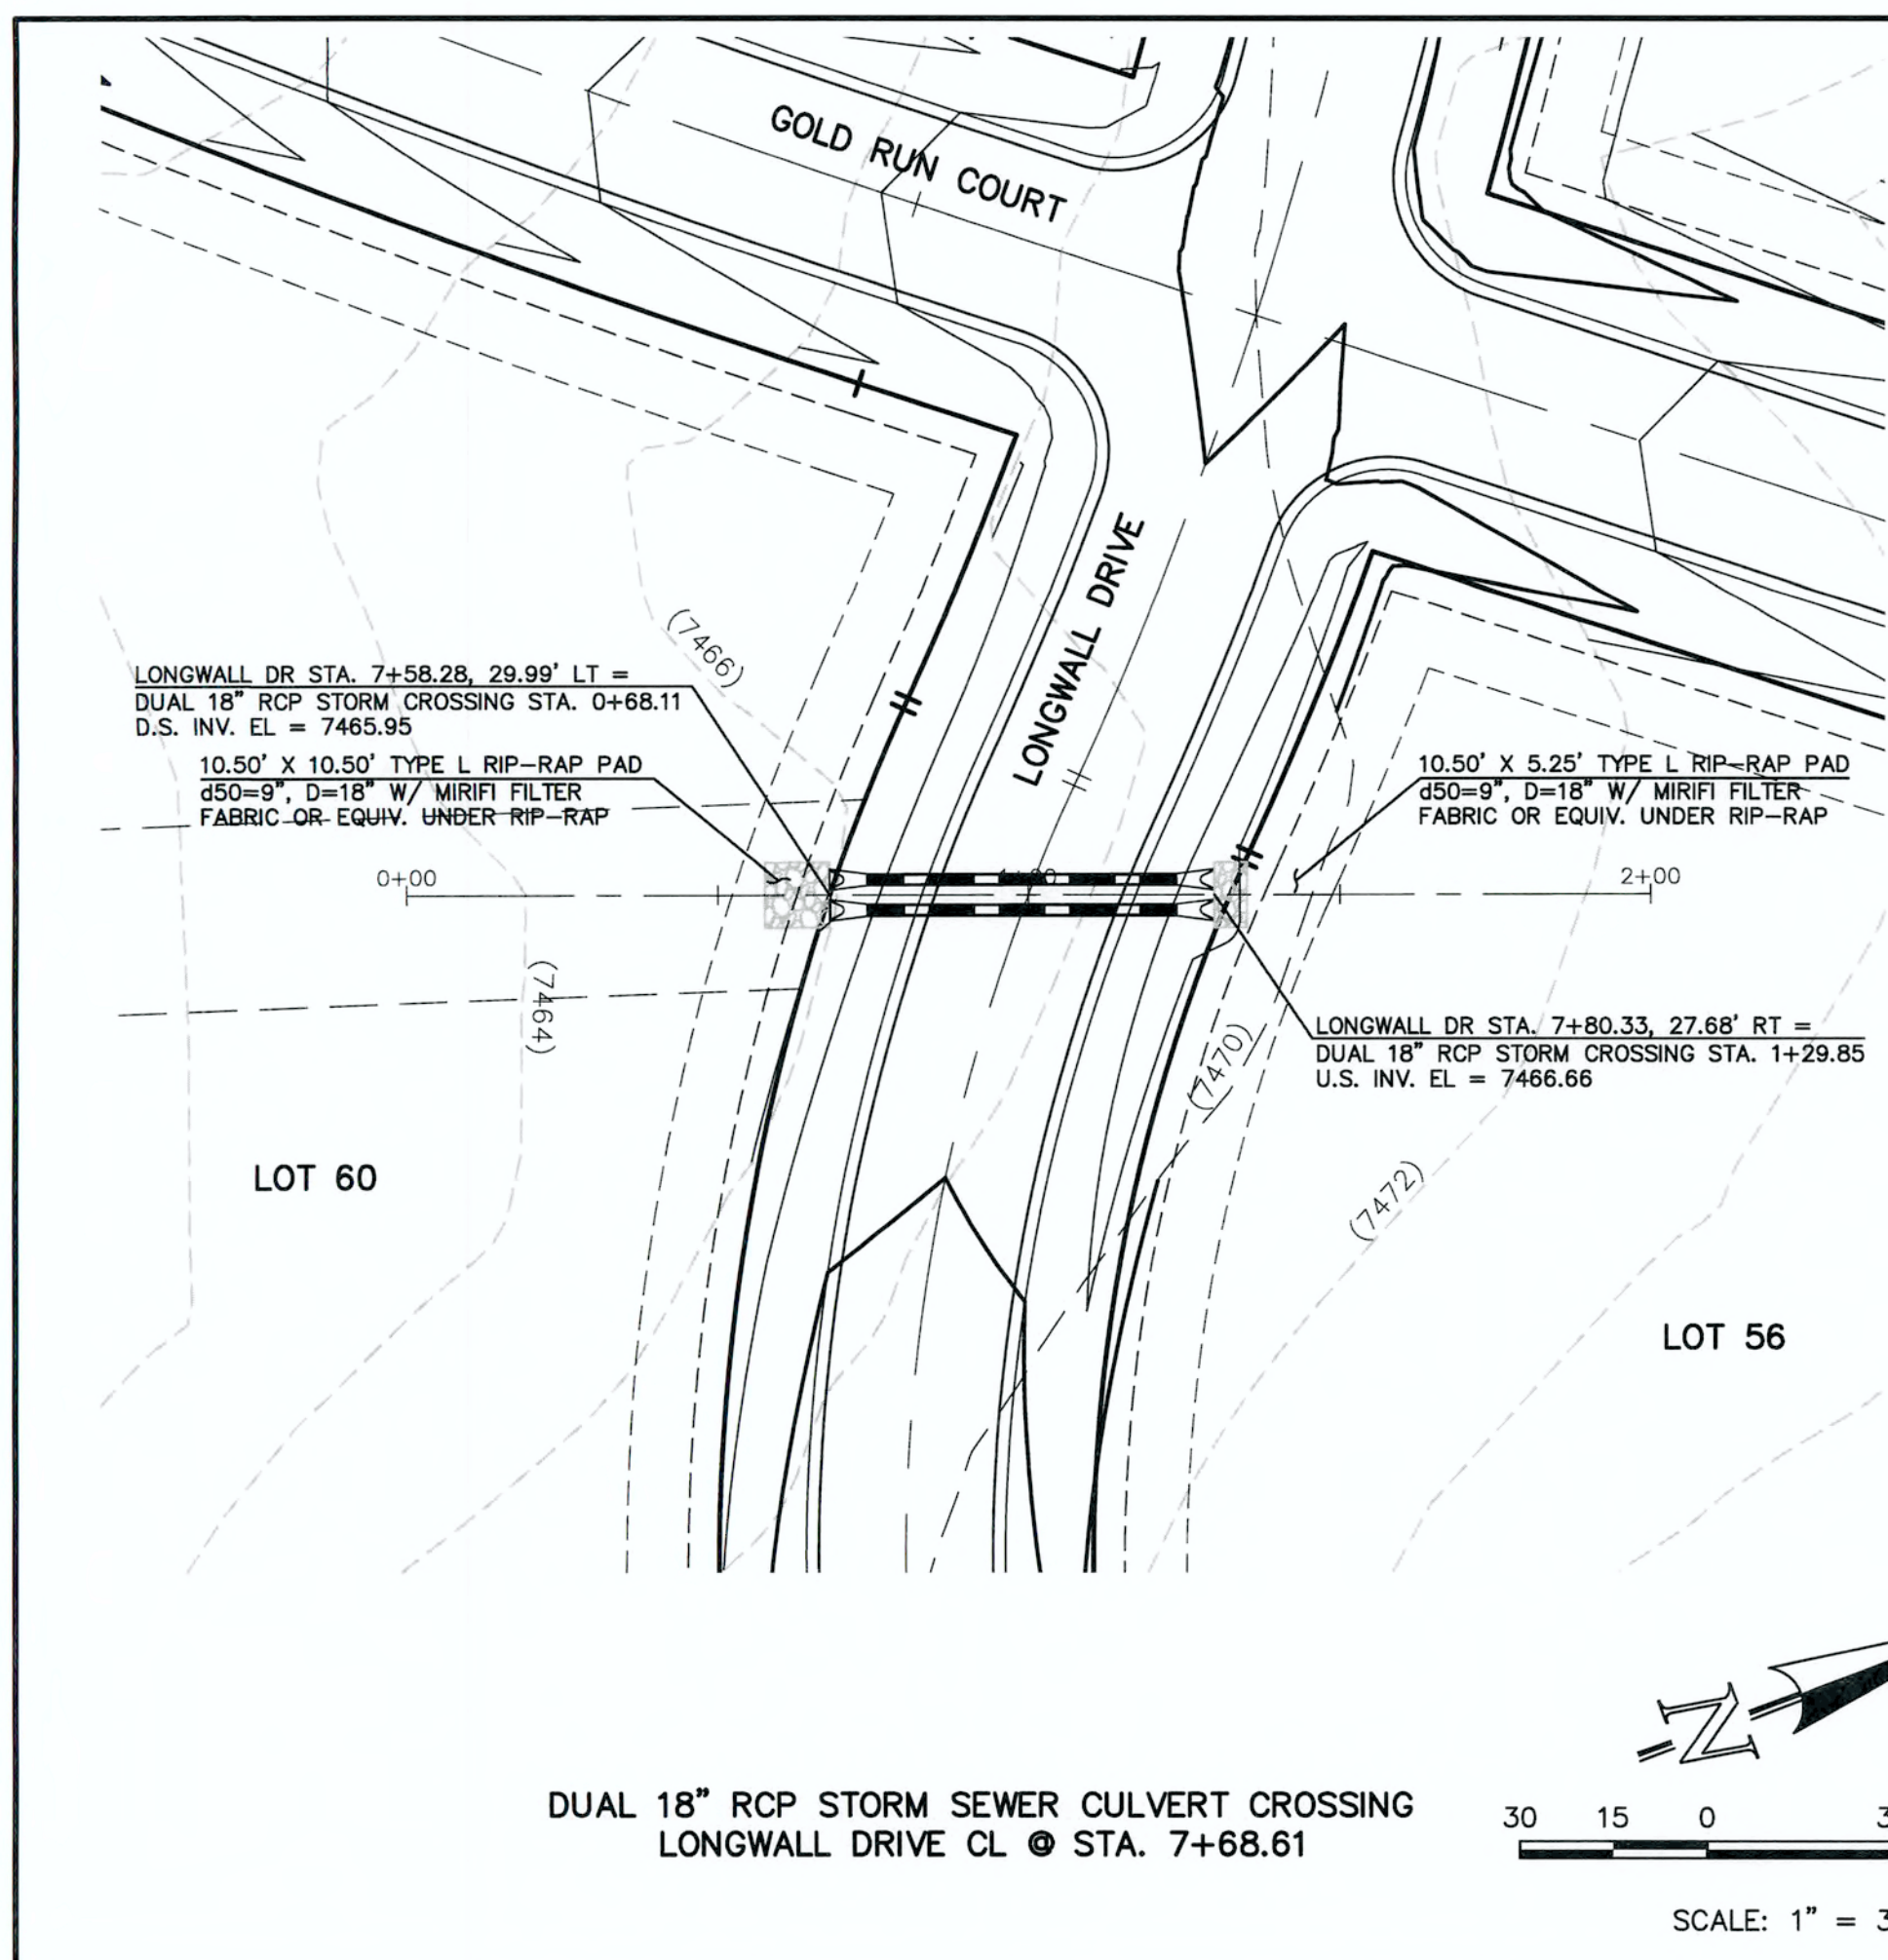 GOLD RUN COURT
LONGWALL DRIVE
(7466)
LONGWALL DR STA. 7+58.28, 29.99' LT =
DUAL 18" RCP STORM CROSSING STA. 0+68.11
D.S. INV. EL = 7465.95
10.50' X 10.50' TYPE L RIP-RAP PAD
d50=9", D=18" W/ MIRIFI FILTER
FABRIC OR EQUIV. UNDER RIP-RAP
10.50' X 5.25' TYPE L RIP-RAP PAD
d50=9", D=18" W/ MIRIFI FILTER
FABRIC OR EQUIV. UNDER RIP-RAP
0+00
1+00
2+00
(7464)
LONGWALL DR STA. 7+80.33, 27.68' RT =
DUAL 18" RCP STORM CROSSING STA. 1+29.85
U.S. INV. EL = 7466.66
(7470)
(7472)
LOT 60
LOT 56
N
DUAL 18" RCP STORM SEWER CULVERT CROSSING
LONGWALL DRIVE CL @ STA. 7+68.61
30 15 0 3
SCALE: 1" = 3